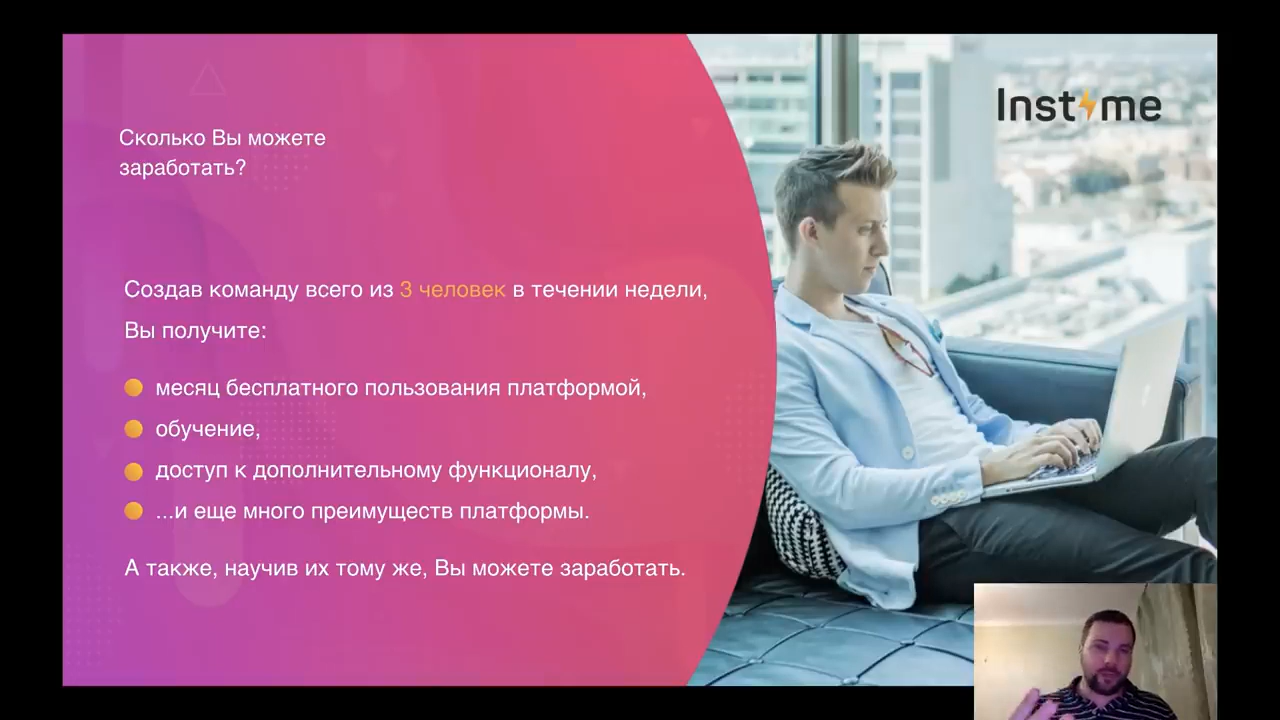 Inst⚡me
Сколько Вы можете
заработать?
Создав команду всего из 3 человек в течении недели,
Вы получите:
месяц бесплатного пользования платформой,
обучение,
доступ к дополнительному функционалу,
...и еще много преимуществ платформы.
А также, научив их тому же, Вы можете заработать.